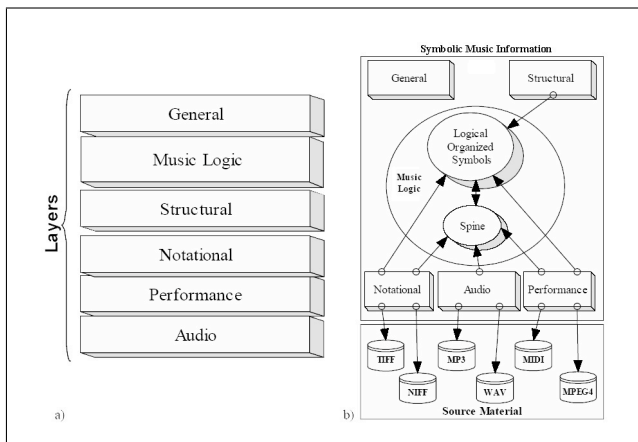 Layers
General
Music Logic
Structural
Notational
Performance
Audio
a)
Symbolic Music Information
General
Structural
Logical
Organized
Symbols
Music
Logic
Spine
Notational
Audio
Performance
TIFF
MP3
MIDI
NIFF
WAV
MPEG4
Source Material
b)